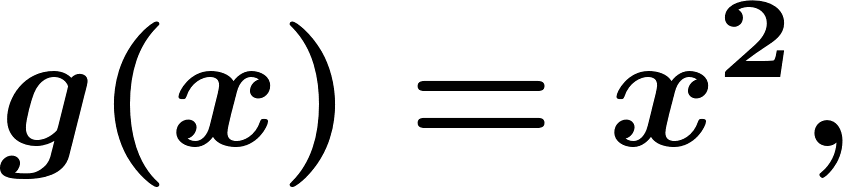 g(x) = x²,